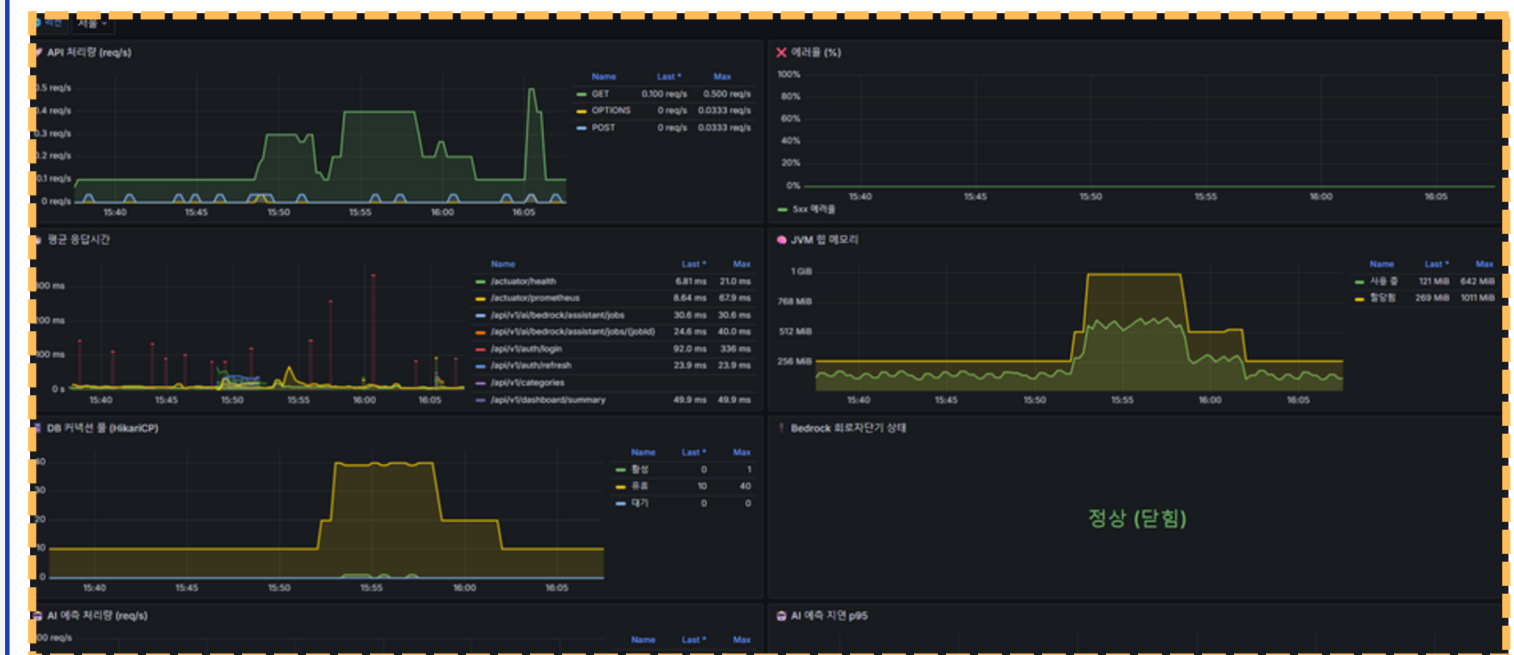 리전 서울
API 처리량 (req/s)
Name Last * Max
0.5 req/s
GET 0.100 req/s 0.500 req/s
0.4 req/s
OPTIONS 0 req/s 0.0333 req/s
0.3 req/s
POST 0 req/s 0.0333 req/s
0.2 req/s
0.1 req/s
0 req/s
15:40 15:45 15:50 15:55 16:00 16:05
에러율 (%)
100%
80%
60%
40%
20%
0%
15:40 15:45 15:50 15:55 16:00 16:05
5xx 에러율
평균 응답시간
Name Last * Max
/actuator/health 6.81 ms 21.0 ms
300 ms
/actuator/prometheus 8.64 ms 67.9 ms
/api/v1/ai/bedrock/assistant/jobs 30.6 ms 30.6 ms
200 ms
/api/v1/ai/bedrock/assistant/jobs/{jobId} 24.6 ms 40.0 ms
/api/v1/auth/login 92.0 ms 336 ms
100 ms
/api/v1/auth/refresh 23.9 ms 23.9 ms
/api/v1/categories
0 s
/api/v1/dashboard/summary 49.9 ms 49.9 ms
15:40 15:45 15:50 15:55 16:00 16:05
JVM 힙 메모리
Name Last * Max
1 GiB
사용 중 121 MiB 642 MiB
할당됨 269 MiB 1011 MiB
768 MiB
512 MiB
256 MiB
15:40 15:45 15:50 15:55 16:00 16:05
DB 커넥션 풀 (HikariCP)
Name Last * Max
40
활성 0 1
유휴 10 40
30
대기 0 0
20
10
0
15:40 15:45 15:50 15:55 16:00 16:05
Bedrock 회로차단기 상태
정상 (닫힘)
AI 예측 처리량 (req/s)
00 req/s
Name Last * Max
AI 예측 지연 p95